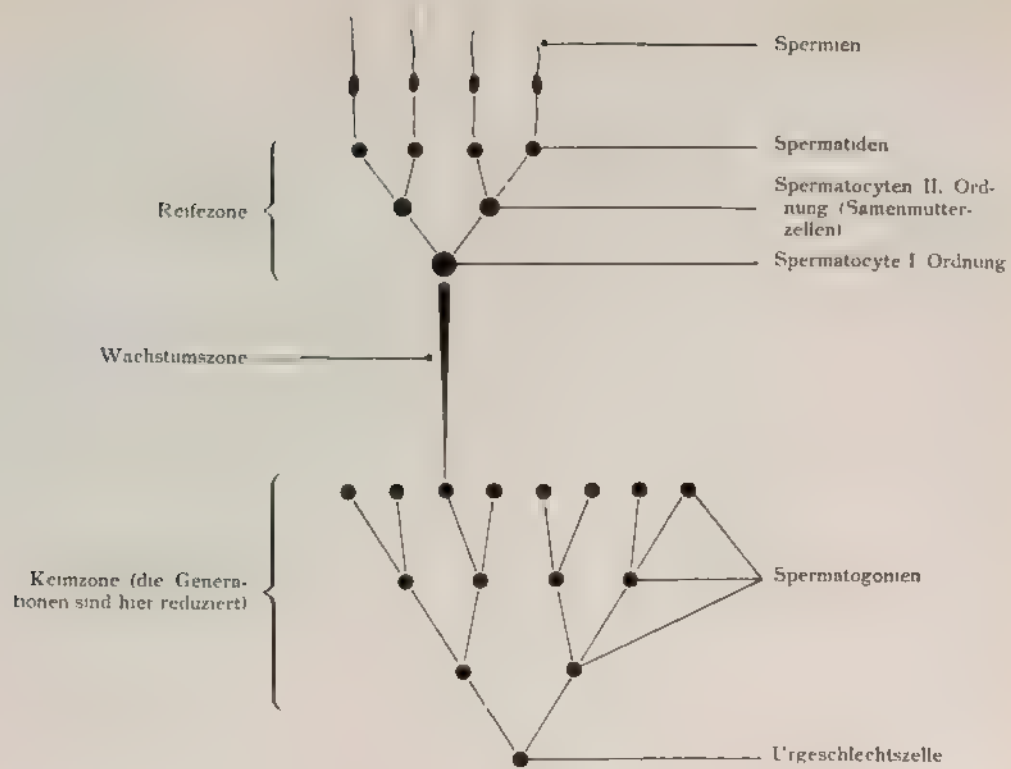 Spermien
Spermatiden
Spermatocyten II. Ord-
nung (Samenmutter-
zellen)
Reifezone
Spermatocyte I Ordnung
Wachstumszone
Keimzone (die Genera-
tionen sind hier reduziert)
Spermatogonien
Urgeschlechtszelle